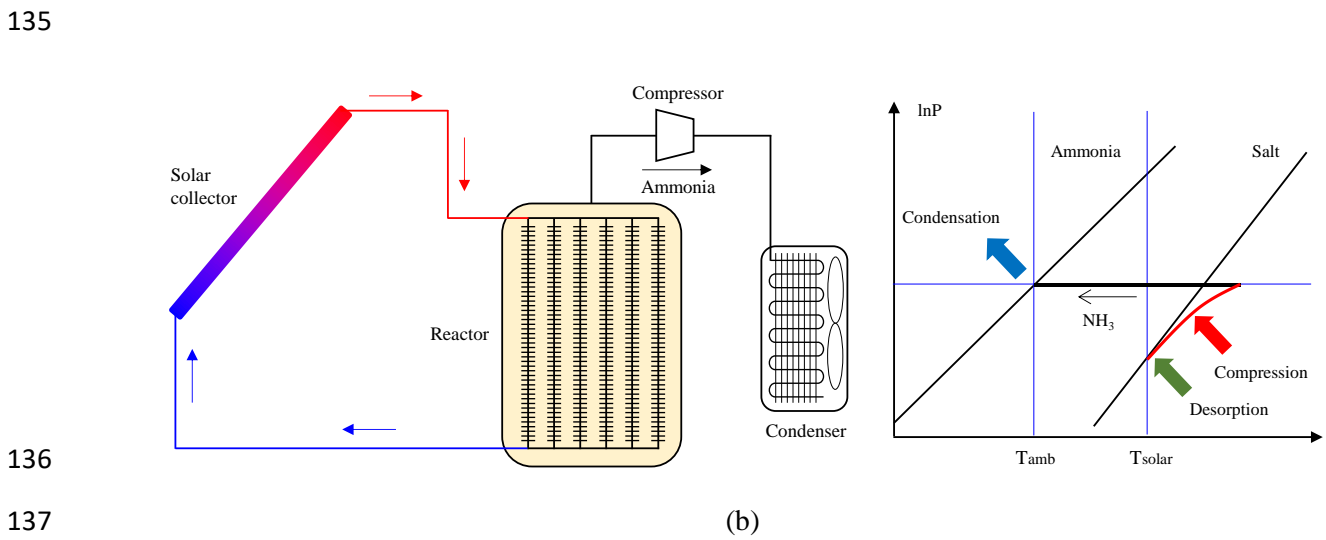 135
Compressor
lnP
Ammonia
Salt
Solar
collector
Ammonia
Condensation
Reactor
NH₃
Compression
Desorption
Condenser
136
Tamb
Tsolar
137
(b)